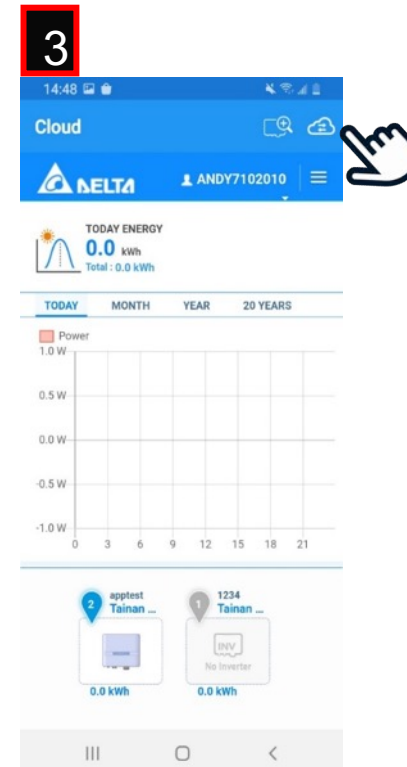 3
14:48
Cloud
DELTA ANDY7102010
TODAY ENERGY
0.0 kWh
Total : 0.0 kWh
TODAY MONTH YEAR 20 YEARS
Power
1.0 W
0.5 W
0.0 W
-0.5 W
-1.0 W
0 3 6 9 12 15 18 21
2 apptest 1 1234
Tainan ... Tainan ...
INV
No Inverter
0.0 kWh 0.0 kWh